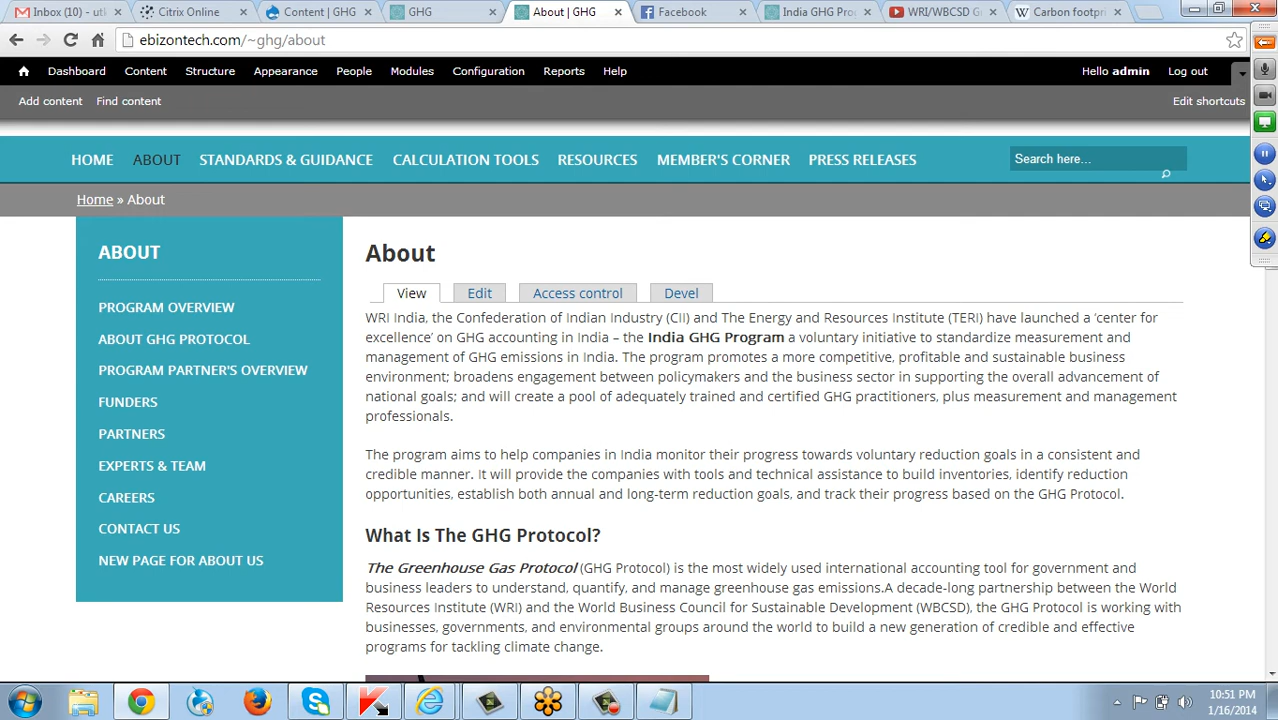 Inbox (10) - utk
Citrix Online
Content | GHG
GHG
About | GHG
Facebook
India GHG Pro
WRI/WBCSD G
Carbon footpri
ebizontech.com/~ghg/about
Dashboard Content Structure Appearance People Modules Configuration Reports Help Hello admin Log out
Add content Find content Edit shortcuts
HOME ABOUT STANDARDS & GUIDANCE CALCULATION TOOLS RESOURCES MEMBER'S CORNER PRESS RELEASES Search here...
Home » About
ABOUT
PROGRAM OVERVIEW
ABOUT GHG PROTOCOL
PROGRAM PARTNER'S OVERVIEW
FUNDERS
PARTNERS
EXPERTS & TEAM
CAREERS
CONTACT US
NEW PAGE FOR ABOUT US
About
View Edit Access control Devel
WRI India, the Confederation of Indian Industry (CII) and The Energy and Resources Institute (TERI) have launched a ‘center for
excellence’ on GHG accounting in India – the India GHG Program a voluntary initiative to standardize measurement and
management of GHG emissions in India. The program promotes a more competitive, profitable and sustainable business
environment; broadens engagement between policymakers and the business sector in supporting the overall advancement of
national goals; and will create a pool of adequately trained and certified GHG practitioners, plus measurement and management
professionals.
The program aims to help companies in India monitor their progress towards voluntary reduction goals in a consistent and
credible manner. It will provide the companies with tools and technical assistance to build inventories, identify reduction
opportunities, establish both annual and long-term reduction goals, and track their progress based on the GHG Protocol.
What Is The GHG Protocol?
The Greenhouse Gas Protocol (GHG Protocol) is the most widely used international accounting tool for government and
business leaders to understand, quantify, and manage greenhouse gas emissions.A decade-long partnership between the World
Resources Institute (WRI) and the World Business Council for Sustainable Development (WBCSD), the GHG Protocol is working with
businesses, governments, and environmental groups around the world to build a new generation of credible and effective
programs for tackling climate change.
10:51 PM
1/16/2014